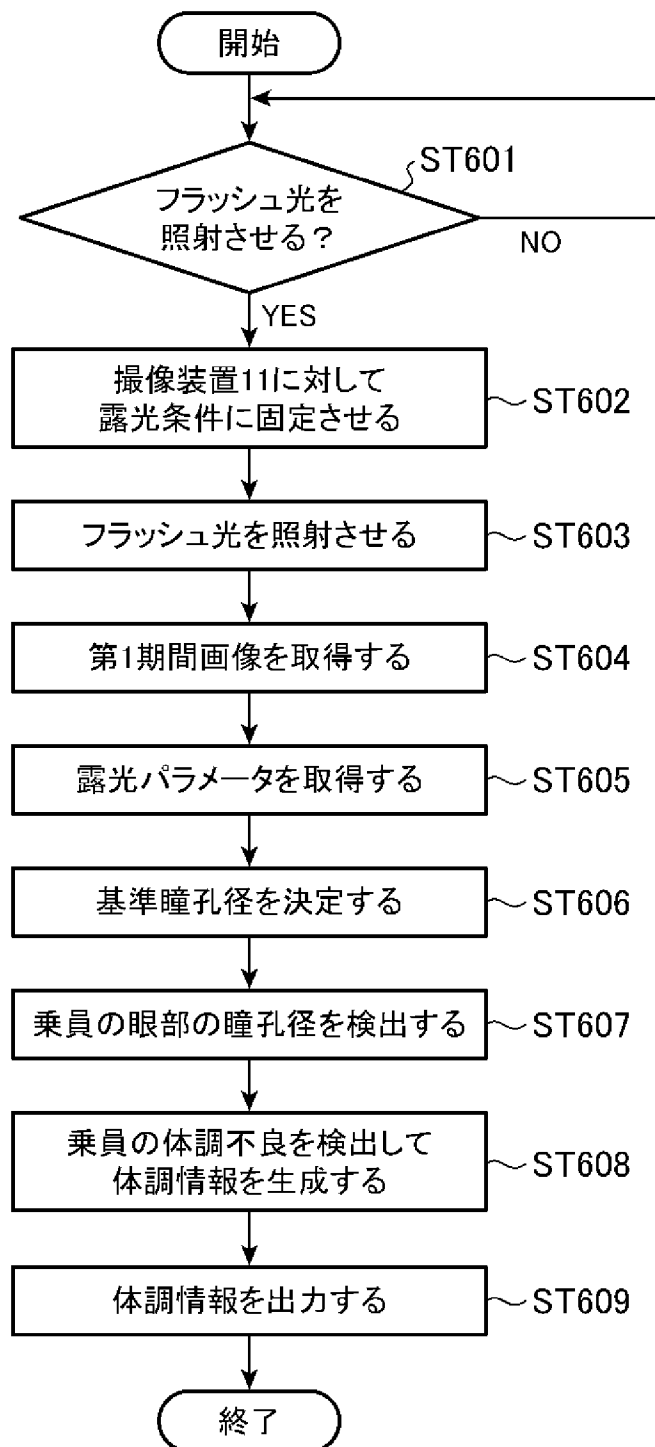 開始
ST601
フラッシュ光を
照射させる？
NO
YES
撮像装置11に対して
露光条件に固定させる
ST602
フラッシュ光を照射させる
ST603
第1期間画像を取得する
ST604
露光パラメータを取得する
ST605
基準瞳孔径を決定する
ST606
乗員の眼部の瞳孔径を検出する
ST607
乗員の体調不良を検出して
体調情報を生成する
ST608
体調情報を出力する
ST609
終了